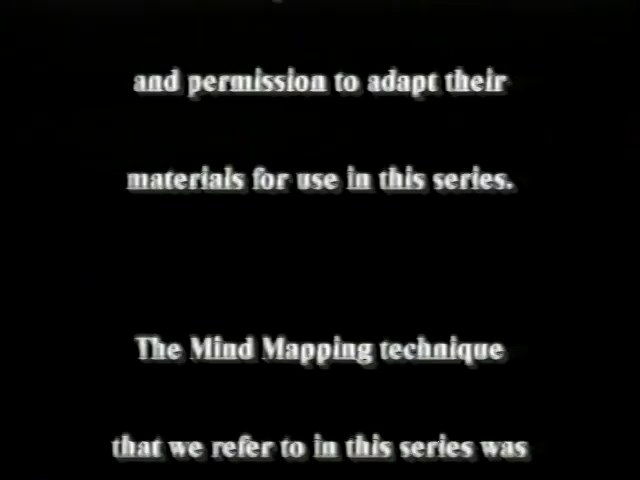 and permission to adapt their
materials for use in this series.
The Mind Mapping technique
that we refer to in this series was